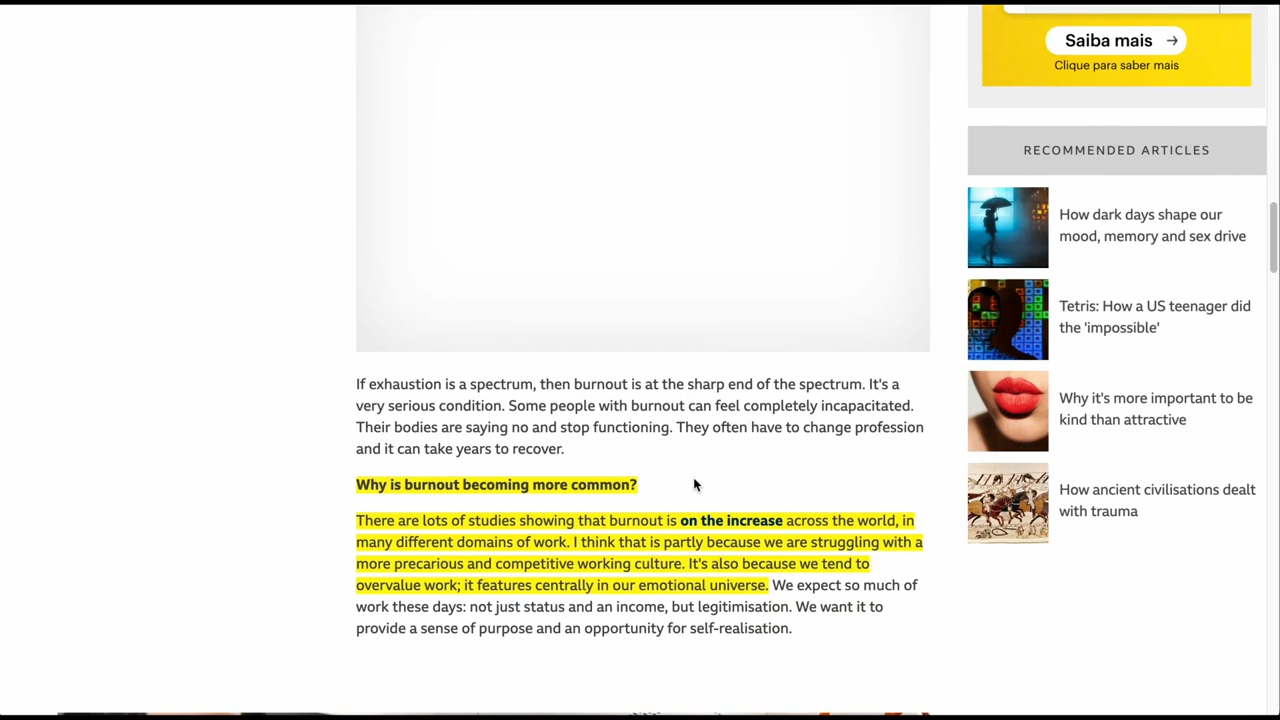 Saiba mais →
Clique para saber mais
RECOMMENDED ARTICLES
How dark days shape our
mood, memory and sex drive
Tetris: How a US teenager did
the 'impossible'
Why it's more important to be
kind than attractive
How ancient civilisations dealt
with trauma
If exhaustion is a spectrum, then burnout is at the sharp end of the spectrum. It's a
very serious condition. Some people with burnout can feel completely incapacitated.
Their bodies are saying no and stop functioning. They often have to change profession
and it can take years to recover.
Why is burnout becoming more common?
There are lots of studies showing that burnout is on the increase across the world, in
many different domains of work. I think that is partly because we are struggling with a
more precarious and competitive working culture. It's also because we tend to
overvalue work; it features centrally in our emotional universe. We expect so much of
work these days: not just status and an income, but legitimisation. We want it to
provide a sense of purpose and an opportunity for self-realisation.